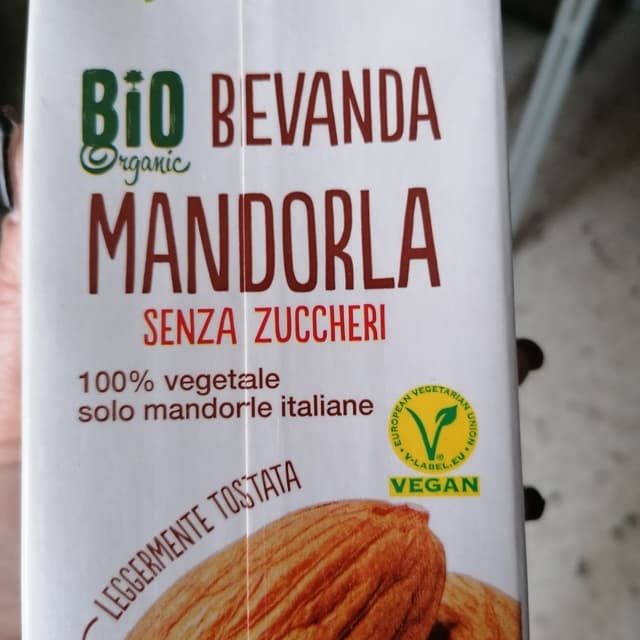 BiO BEVANDA
Organic
MANDORLA
SENZA ZUCCHERI
100% vegetale
solo mandorle italiane
EUROPEAN VEGETARIAN UNION
V-LABEL.EU
VEGAN
LEGGERMENTE TOSTATA